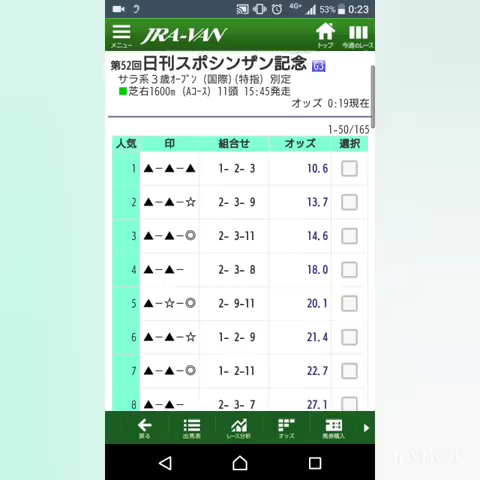 4G 53% 0:23
メニュー JRA-VAN トップ 今週のレース
第52回日刊スポシンザン記念 GⅢ
サラ系3歳オープン (国際)(特指) 別定
■芝右1600m (Aコース) 11頭 15:45発走
オッズ 0:19現在
1-50/165
人気 印 組合せ オッズ 選択
1 ▲-▲-▲ 1- 2- 3 10.6
2 ▲-▲-☆ 2- 3- 9 13.7
3 ▲-▲-◎ 2- 3-11 14.6
4 ▲-▲- 2- 3- 8 18.0
5 ▲-☆-◎ 2- 9-11 20.1
6 ▲-▲-☆ 1- 2- 9 21.4
7 ▲-▲-◎ 1- 2-11 22.7
8 ▲-▲- 2- 3- 7 27.1
戻る 出馬表 レース分析 オッズ 馬券購入